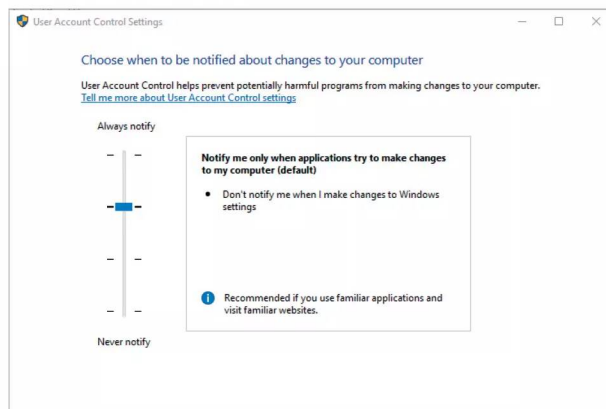 User Account Control Settings
Choose when to be notified about changes to your computer
User Account Control helps prevent potentially harmful programs from making changes to your computer.
Tell me more about User Account Control settings
Always notify
Notify me only when applications try to make changes
to my computer (default)
• Don't notify me when I make changes to Windows
settings
Recommended if you use familiar applications and
visit familiar websites.
Never notify